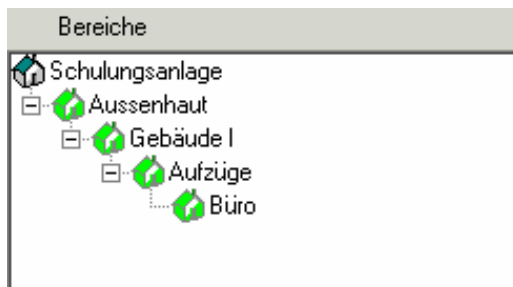 Bereiche
Schulungsanlage
Aussenhaut
Gebäude I
Aufzüge
Büro